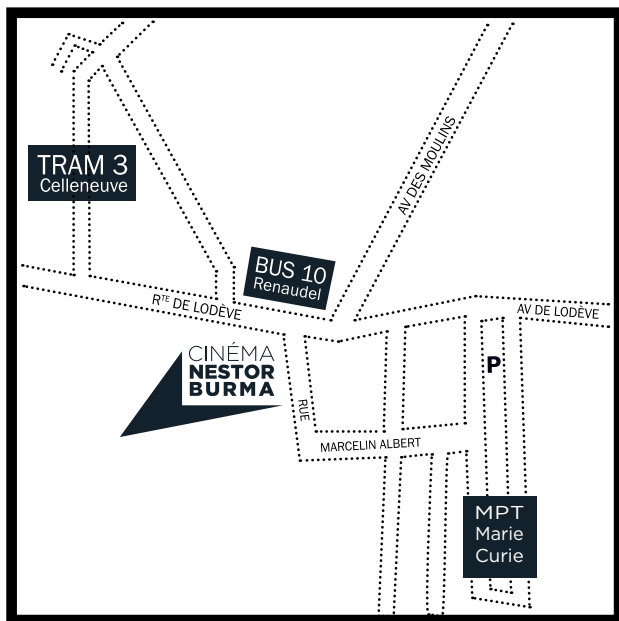 TRAM 3
Celleneuve
AV DES MOULINS
BUS 10
Renaudel
RTE DE LODÈVE
AV DE LODÈVE
CINÉMA
NESTOR
BURMA
P
RUE
MARCELIN ALBERT
MPT
Marie
Curie